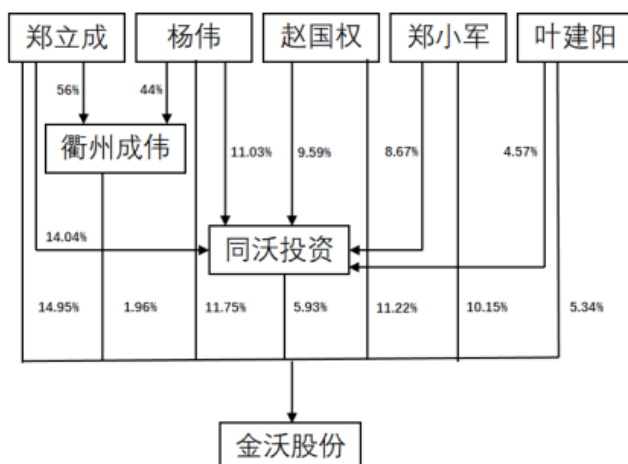 郑立成 杨伟 赵国权 郑小军 叶建阳
56% 44%
衢州成伟
11.03% 9.59% 8.67% 4.57%
14.04%
同沃投资
14.95% 1.96% 11.75% 5.93% 11.22% 10.15% 5.34%
金沃股份